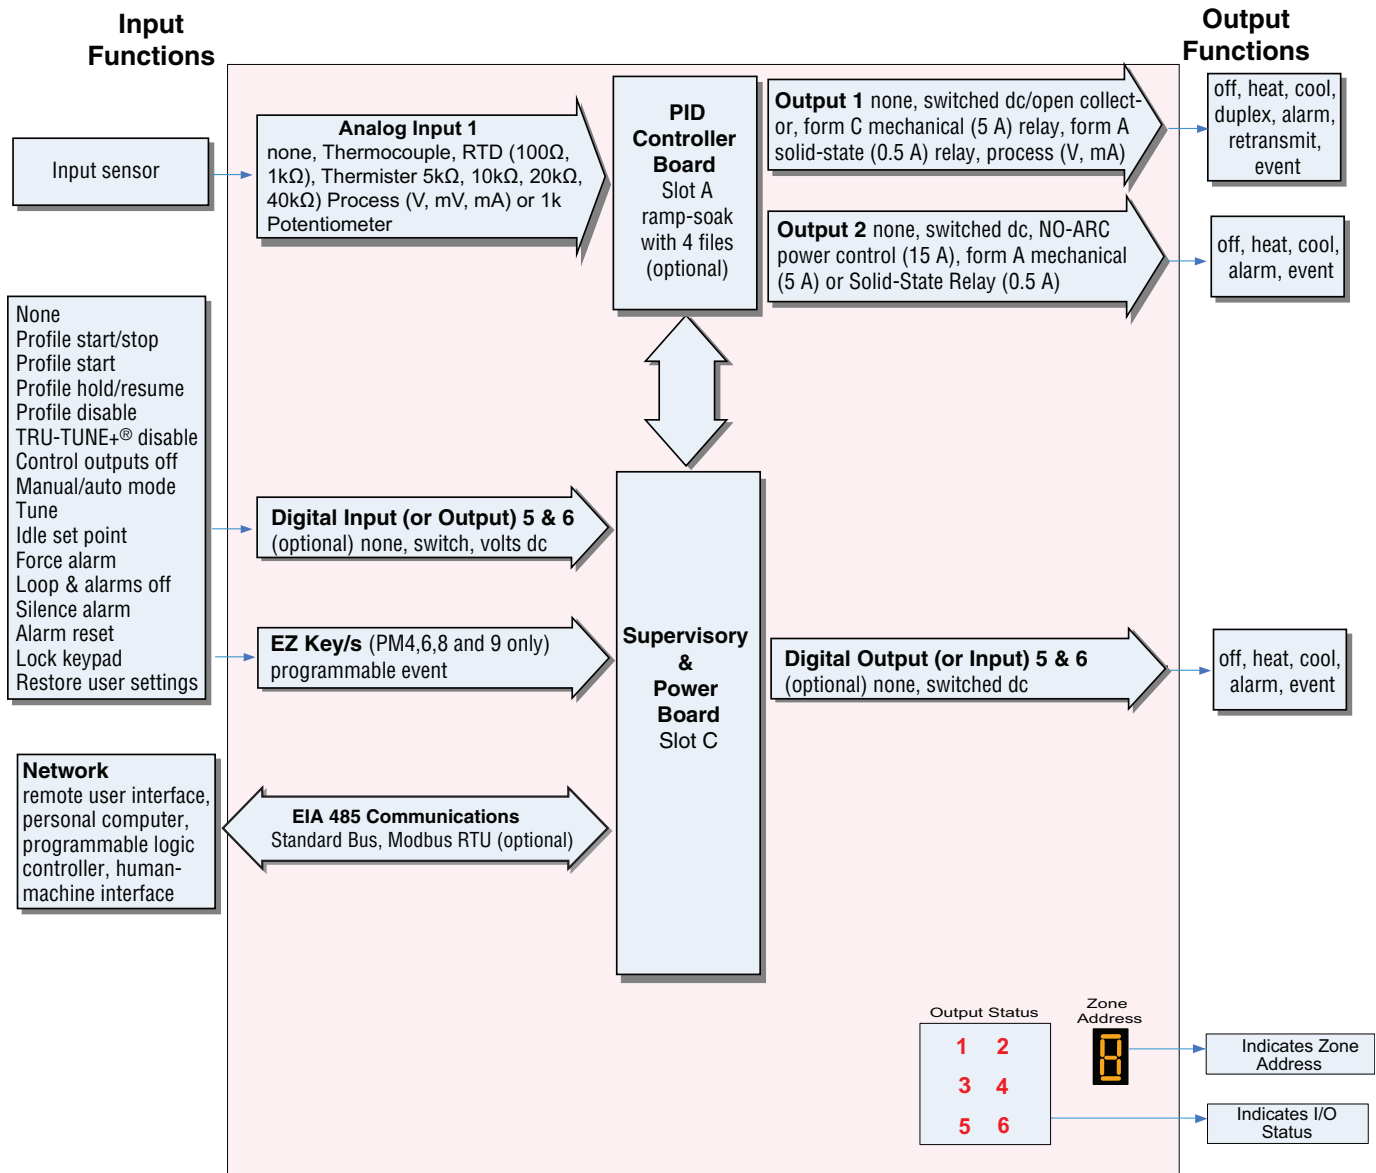 Input
Functions
Output
Functions
Input sensor
Analog Input 1
none, Thermocouple, RTD (100Ω,
1kΩ), Thermister 5kΩ, 10kΩ, 20kΩ,
40kΩ) Process (V, mV, mA) or 1k
Potentiometer
PID
Controller
Board
Slot A
ramp-soak
with 4 files
(optional)
Output 1 none, switched dc/open collect-
or, form C mechanical (5 A) relay, form A
solid-state (0.5 A) relay, process (V, mA)
off, heat, cool,
duplex, alarm,
retransmit,
event
Output 2 none, switched dc, NO-ARC
power control (15 A), form A mechanical
(5 A) or Solid-State Relay (0.5 A)
off, heat, cool,
alarm, event
None
Profile start/stop
Profile start
Profile hold/resume
Profile disable
TRU-TUNE+® disable
Control outputs off
Manual/auto mode
Tune
Idle set point
Force alarm
Loop & alarms off
Silence alarm
Alarm reset
Lock keypad
Restore user settings
Digital Input (or Output) 5 & 6
(optional) none, switch, volts dc
EZ Key/s (PM4,6,8 and 9 only)
programmable event
Supervisory
&
Power
Board
Slot C
Digital Output (or Input) 5 & 6
(optional) none, switched dc
off, heat, cool,
alarm, event
Network
remote user interface,
personal computer,
programmable logic
controller, human-
machine interface
EIA 485 Communications
Standard Bus, Modbus RTU (optional)
Output Status
1 2
3 4
5 6
Zone
Address
8
Indicates Zone
Address
Indicates I/O
Status